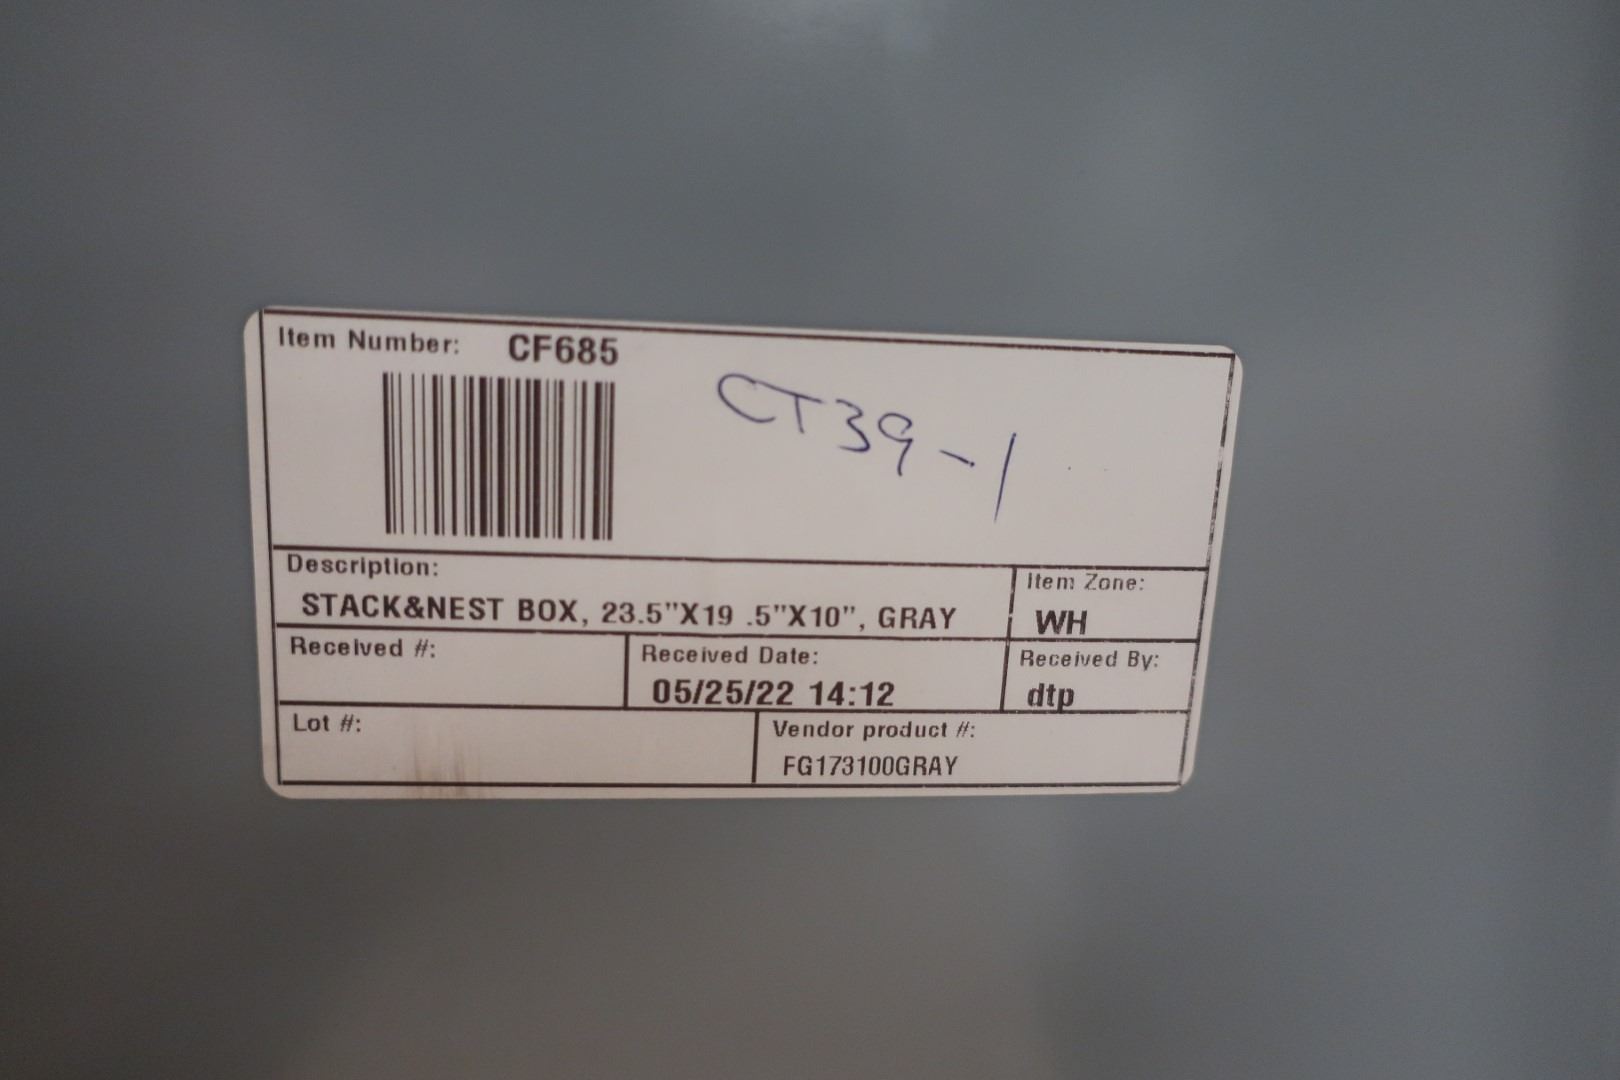 Item Number: CF685
CT39-1
Description:
STACK&NEST BOX, 23.5"X19 .5"X10", GRAY
Item Zone:
WH
Received #:
Received Date:
05/25/22 14:12
Received By:
dtp
Lot #:
Vendor product #:
FG173100GRAY